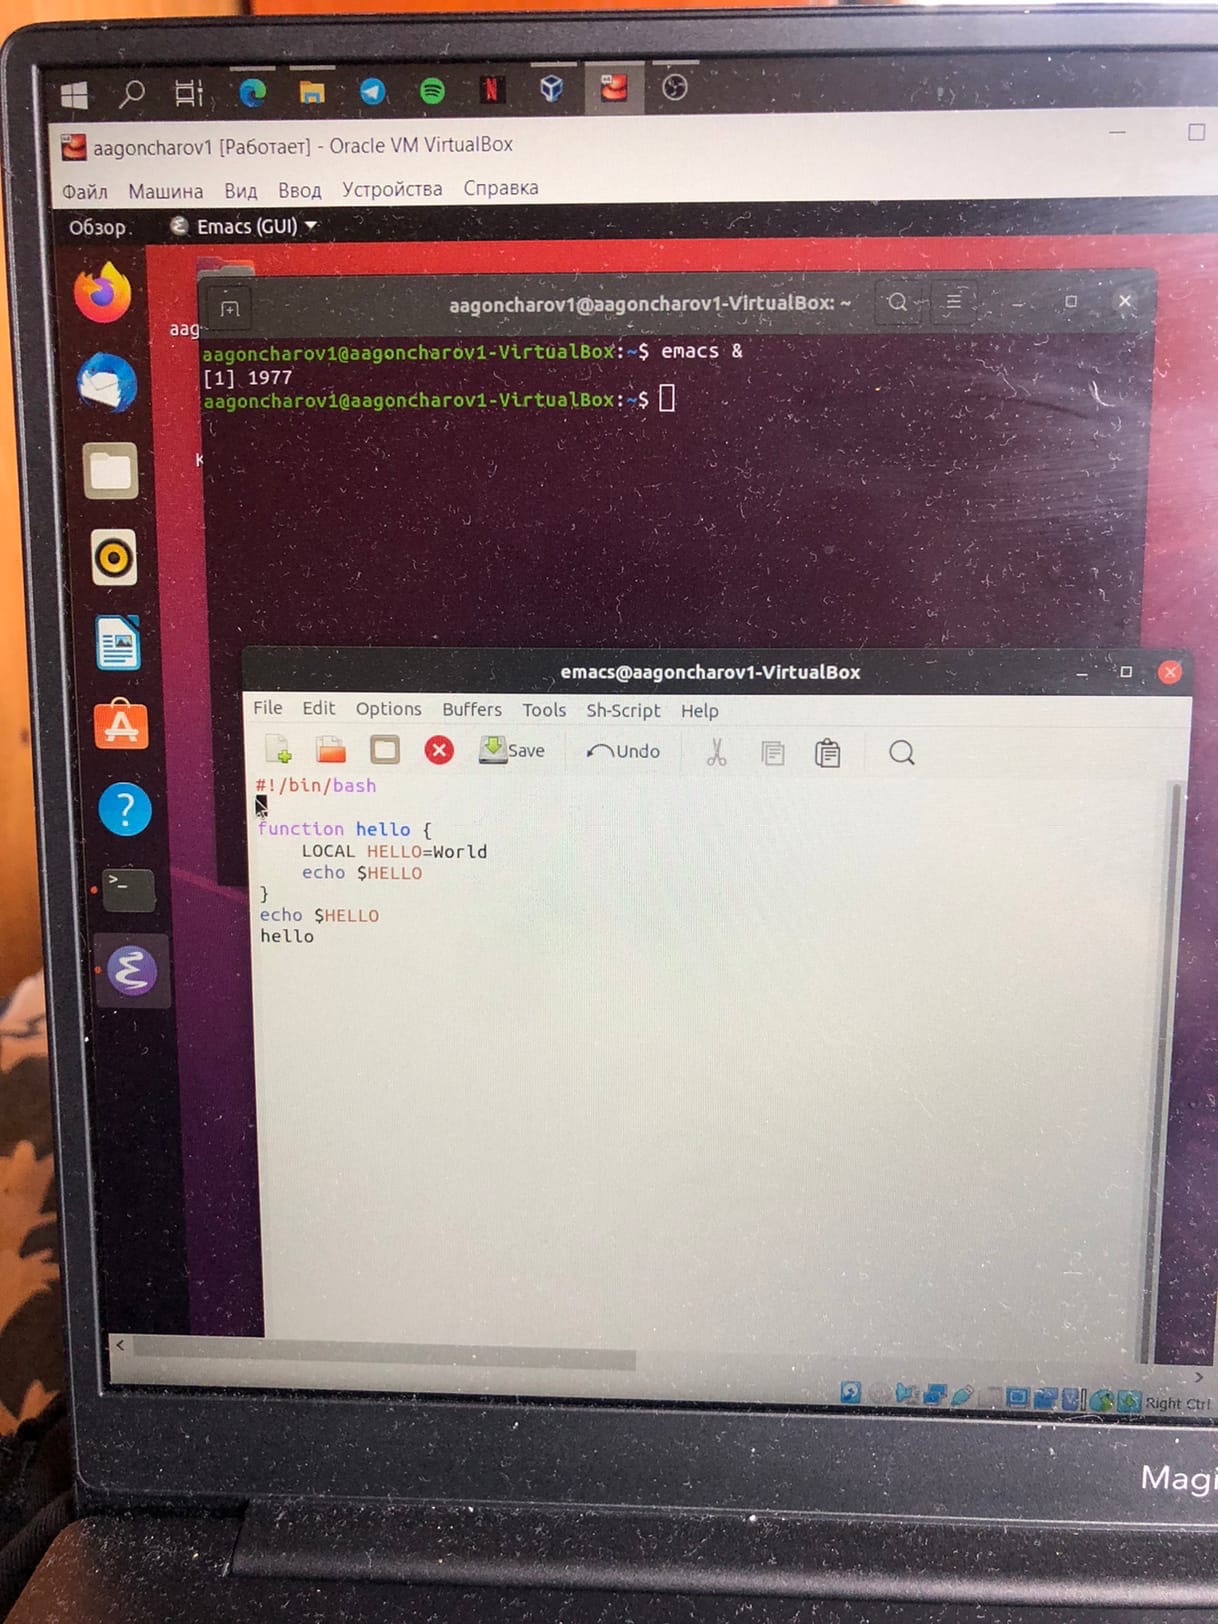 aagoncharov1 [Работает] - Oracle VM VirtualBox
Файл Машина Вид Ввод Устройства Справка
Обзор Emacs (GUI)
aag
aagoncharov1@aagoncharov1-VirtualBox: ~
aagoncharov1@aagoncharov1-VirtualBox:~$ emacs &
[1] 1977
aagoncharov1@aagoncharov1-VirtualBox:~$
emacs@aagoncharov1-VirtualBox
File Edit Options Buffers Tools Sh-Script Help
Save Undo
#!/bin/bash
function hello {
LOCAL HELLO=World
echo $HELLO
}
echo $HELLO
hello
Right Ctrl
Magi